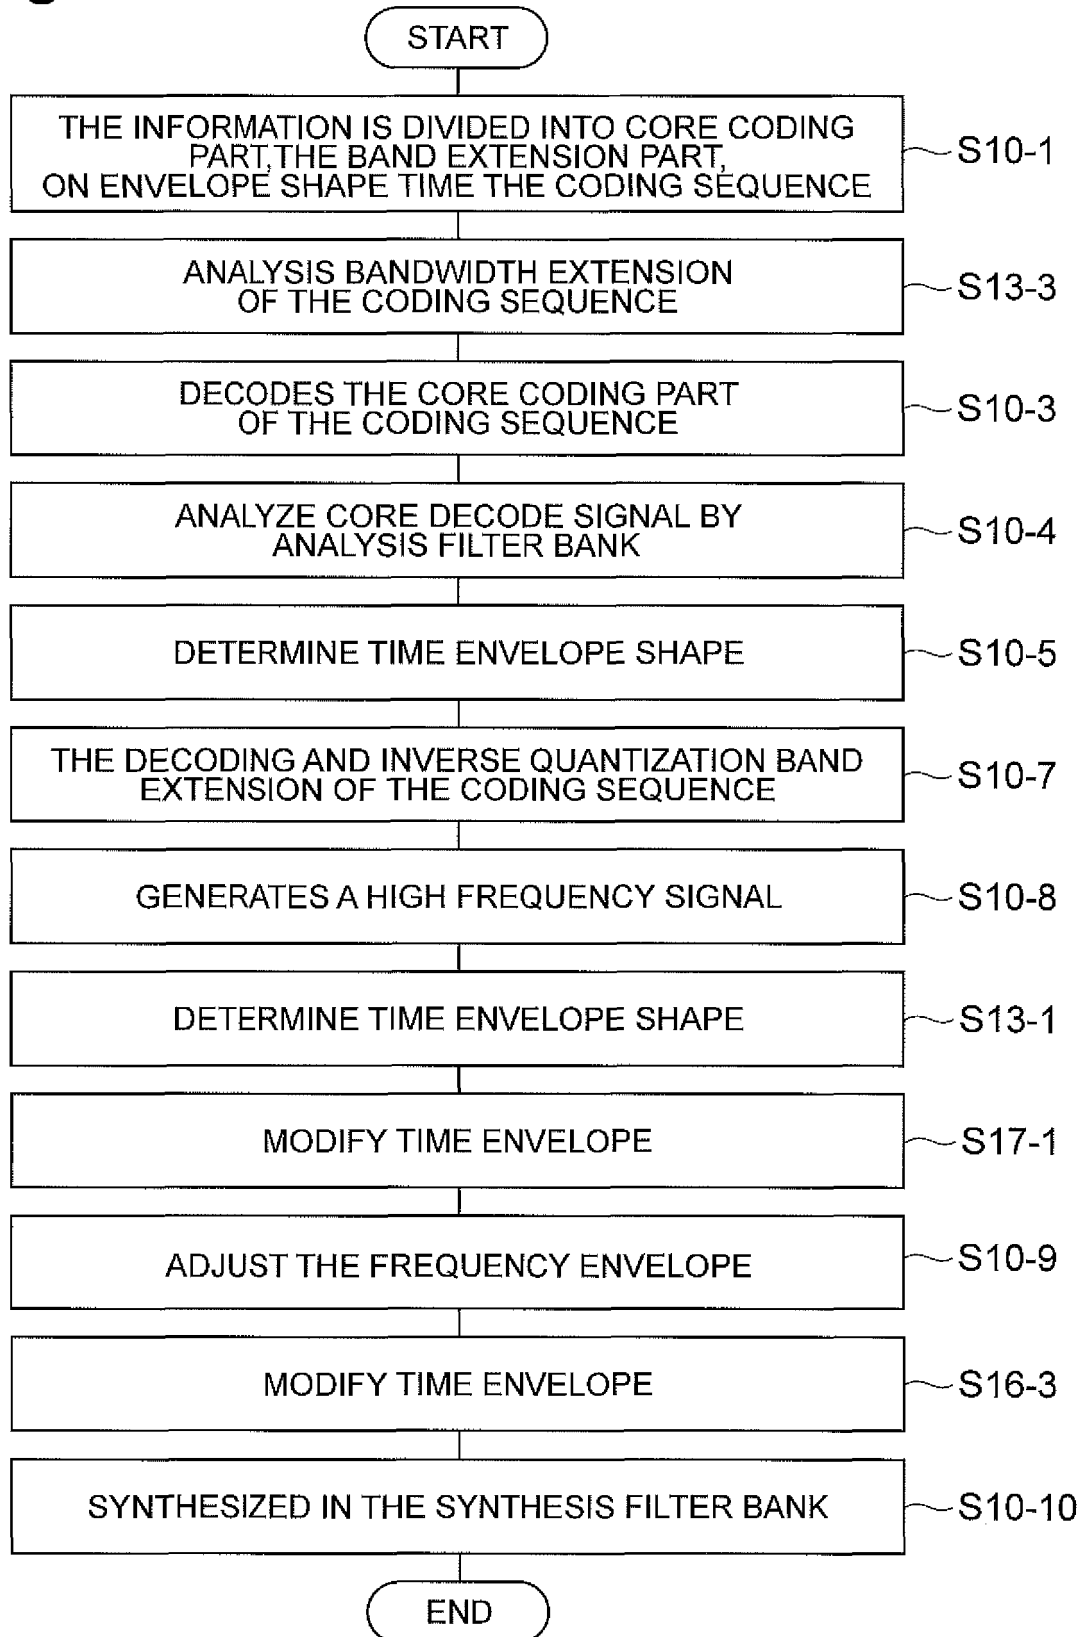 START
THE INFORMATION IS DIVIDED INTO CORE CODING
PART,THE BAND EXTENSION PART,
ON ENVELOPE SHAPE TIME THE CODING SEQUENCE
S10-1
ANALYSIS BANDWIDTH EXTENSION
OF THE CODING SEQUENCE
S13-3
DECODES THE CORE CODING PART
OF THE CODING SEQUENCE
S10-3
ANALYZE CORE DECODE SIGNAL BY
ANALYSIS FILTER BANK
S10-4
DETERMINE TIME ENVELOPE SHAPE
S10-5
THE DECODING AND INVERSE QUANTIZATION BAND
EXTENSION OF THE CODING SEQUENCE
S10-7
GENERATES A HIGH FREQUENCY SIGNAL
S10-8
DETERMINE TIME ENVELOPE SHAPE
S13-1
MODIFY TIME ENVELOPE
S17-1
ADJUST THE FREQUENCY ENVELOPE
S10-9
MODIFY TIME ENVELOPE
S16-3
SYNTHESIZED IN THE SYNTHESIS FILTER BANK
S10-10
END